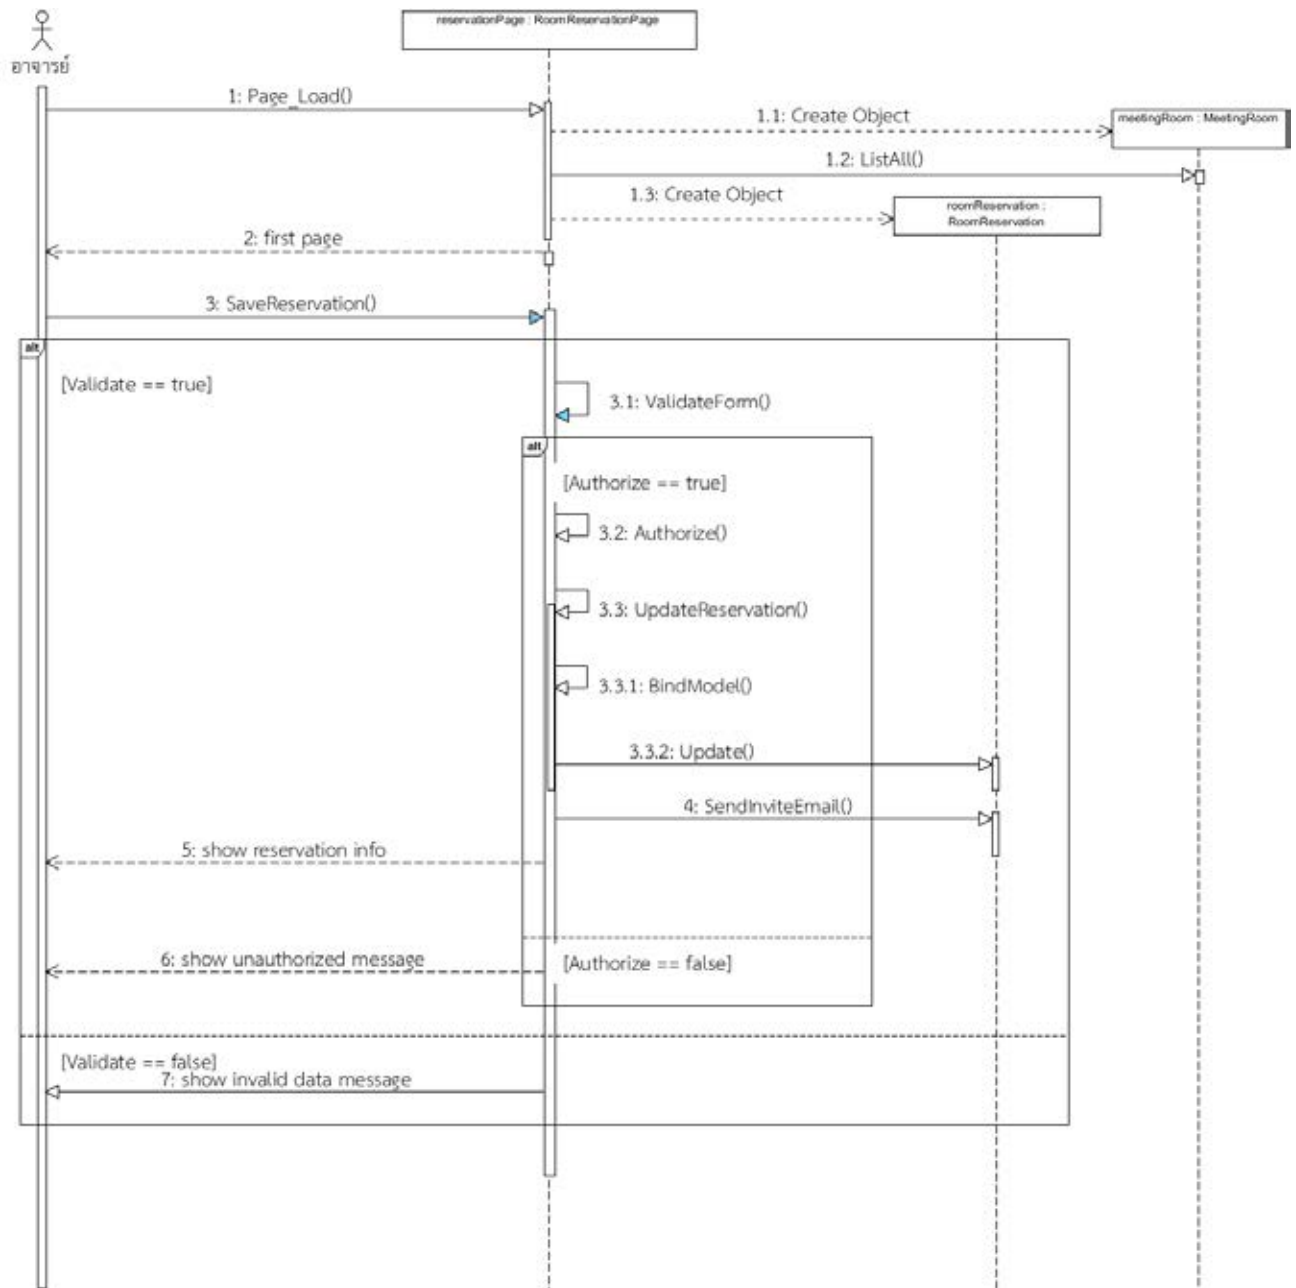 reservationPage : RoomReservationPage
อาจารย์
1: Page_Load()
1.1: Create Object
meetingRoom : MeetingRoom
1.2: ListAll()
1.3: Create Object
roomReservation :
RoomReservation
2: first page
3: SaveReservation()
alt
[Validate == true]
3.1: ValidateForm()
alt
[Authorize == true]
3.2: Authorize()
3.3: UpdateReservation()
3.3.1: BindModel()
3.3.2: Update()
4: SendInviteEmail()
5: show reservation info
6: show unauthorized message
[Authorize == false]
[Validate == false]
7: show invalid data message